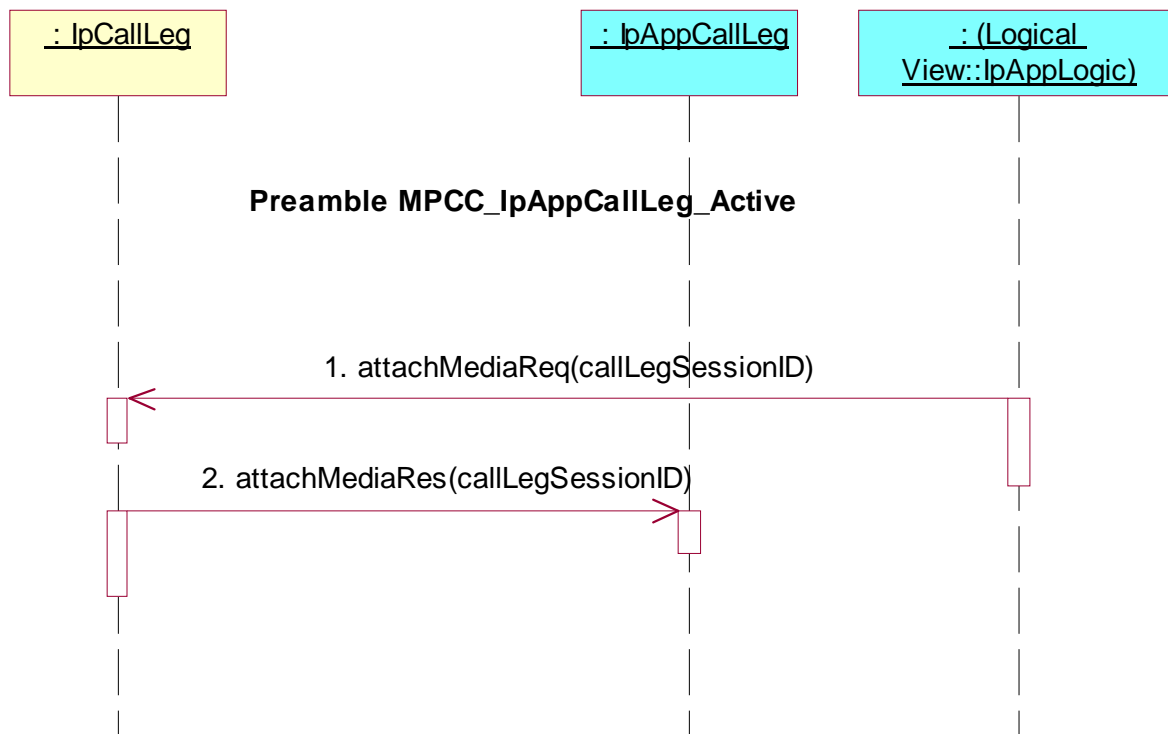 : IpCallLeg
: IpAppCallLeg
: (Logical
View::IpAppLogic)
Preamble MPCC_IpAppCallLeg_Active
1. attachMediaReq(callLegSessionID)
2. attachMediaRes(callLegSessionID)